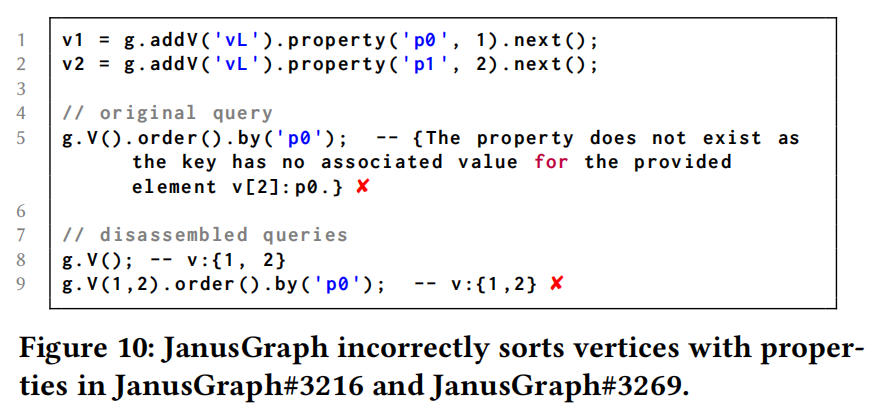 1 v1 = g.addV('vL').property('p0', 1).next();
2 v2 = g.addV('vL').property('p1', 2).next();
3
4 // original query
5 g.V().order().by('p0'); -- {The property does not exist as
the key has no associated value for the provided
element v[2]:p0.} ✘
6
7 // disassembled queries
8 g.V(); -- v:{1, 2}
9 g.V(1,2).order().by('p0'); -- v:{1,2} ✘
Figure 10: JanusGraph incorrectly sorts vertices with proper-
ties in JanusGraph#3216 and JanusGraph#3269.